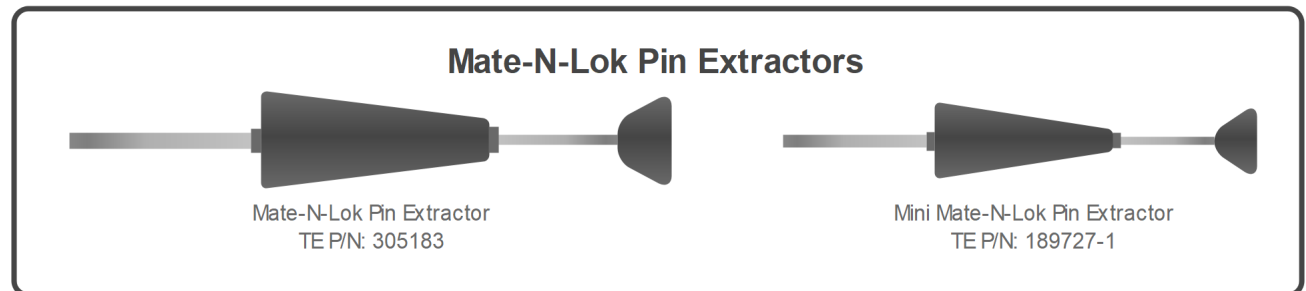 Mate-N-Lok Pin Extractors
Mate-N-Lok Pin Extractor
TE P/N: 305183
Mini Mate-N-Lok Pin Extractor
TE P/N: 189727-1